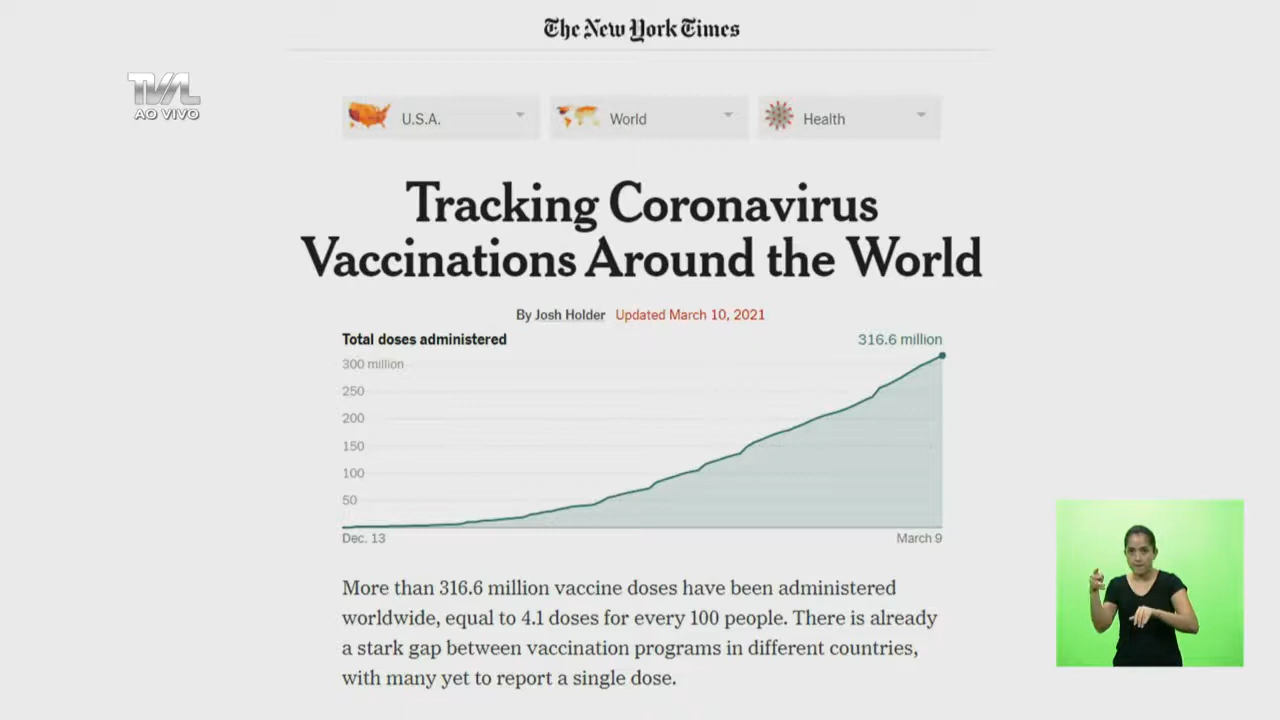 The New York Times
TVAL
AO VIVO
U.S.A.
World
Health
Tracking Coronavirus
Vaccinations Around the World
By Josh Holder Updated March 10, 2021
Total doses administered
316.6 million
300 million
250
200
150
100
50
Dec. 13
March 9
More than 316.6 million vaccine doses have been administered
worldwide, equal to 4.1 doses for every 100 people. There is already
a stark gap between vaccination programs in different countries,
with many yet to report a single dose.